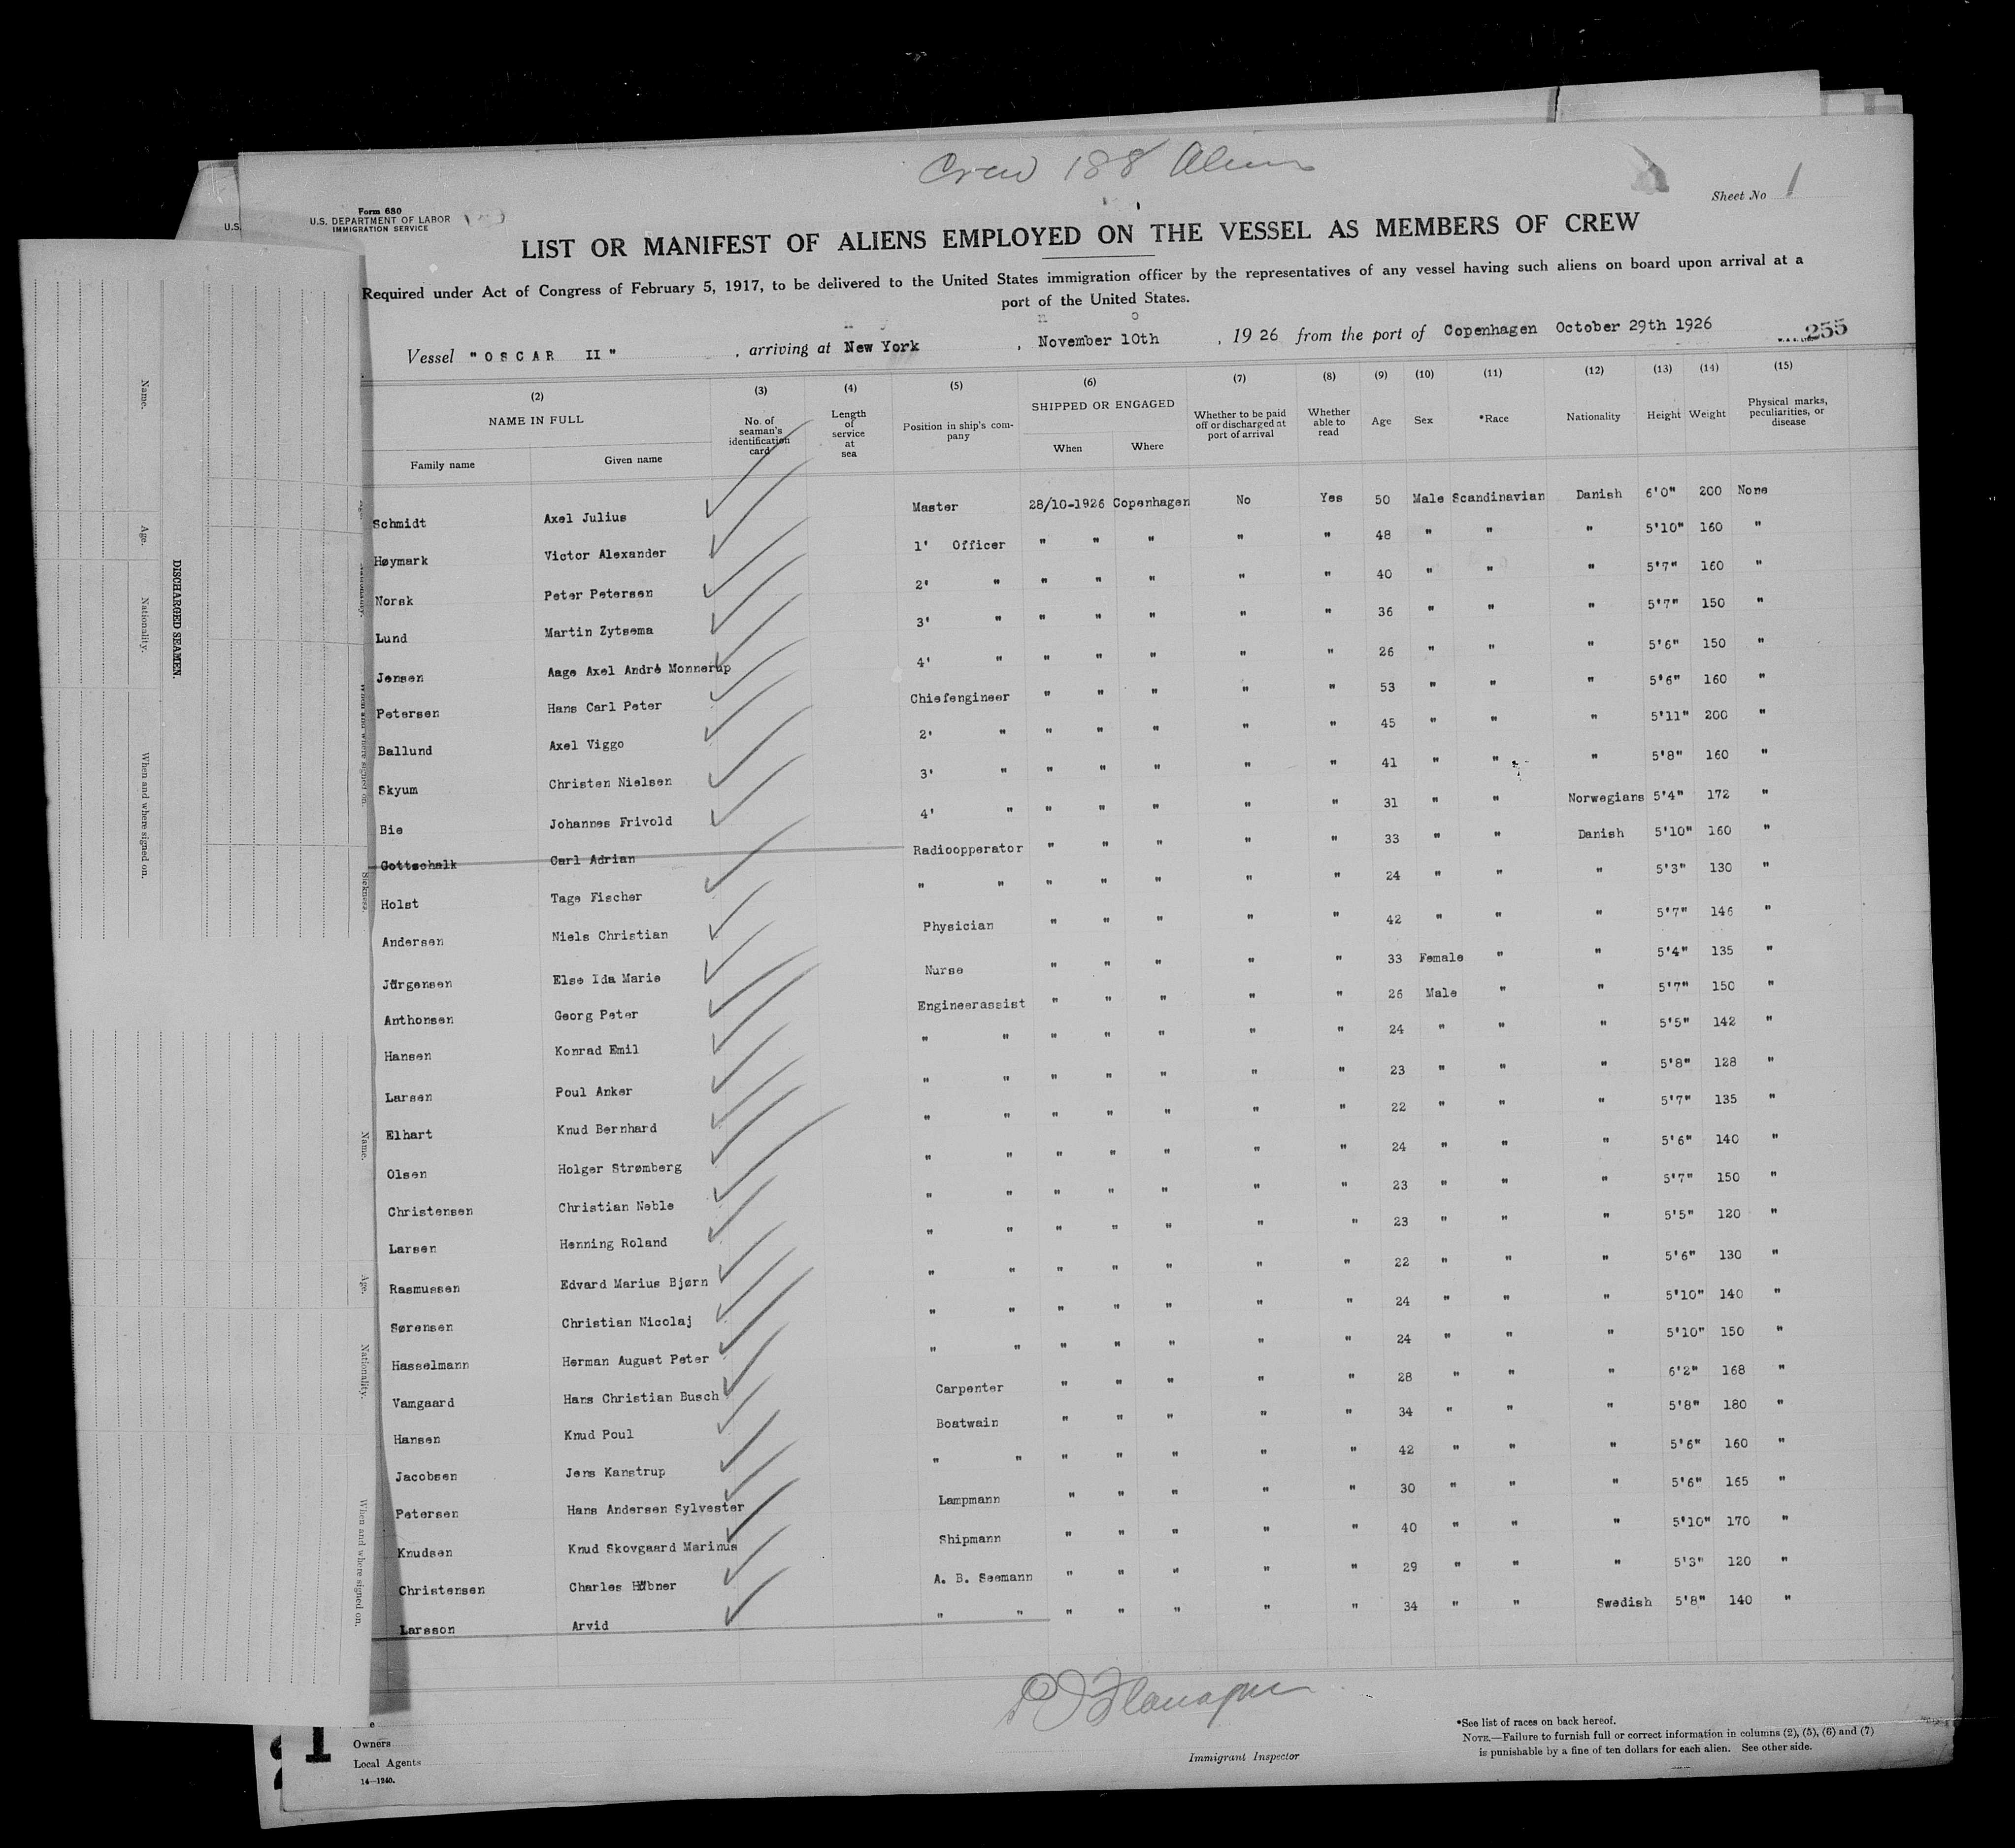 Crew 188 Aliens
Sheet No 1
Form 680
U.S. DEPARTMENT OF LABOR
IMMIGRATION SERVICE
U.S.
LIST OR MANIFEST OF ALIENS EMPLOYED ON THE VESSEL AS MEMBERS OF CREW
Required under Act of Congress of February 5, 1917, to be delivered to the United States immigration officer by the representatives of any vessel having such aliens on board upon arrival at a
port of the United States.
Vessel "OSCAR II", arriving at New York, November 10th, 1926 from the port of Copenhagen October 29th 1926
255
(2) (3) (4) (5) (6) (7) (8) (9) (10) (11) (12) (13) (14) (15)
NAME IN FULL No. of seaman's identification card Length of service at sea Position in ship's company SHIPPED OR ENGAGED Whether to be paid off or discharged at port of arrival Whether able to read Age Sex *Race Nationality Height Weight Physical marks, peculiarities, or disease
Family name Given name When Where
Schmidt Axel Julius Master 28/10-1926 Copenhagen No Yes 50 Male Scandinavian Danish 6'0" 200 None
Høymark Victor Alexander 1' Officer " " " " " 48 " " " 5'10" 160 "
Norsk Peter Petersen 2' " " " " " " 40 " " " 5'7" 160 "
Lund Martin Zytsema 3' " " " " " " 36 " " " 5'7" 150 "
Jensen Aage Axel André Monnerup 4' " " " " " " 26 " " " 5'6" 150 "
Petersen Hans Carl Peter Chiefengineer " " " " " 53 " " " 5'6" 160 "
Ballund Axel Viggo 2' " " " " " " 45 " " " 5'11" 200 "
Skyum Christen Nielsen 3' " " " " " " 41 " " " 5'8" 160 "
Bie Johannes Frivold 4' " " " " " " 31 " " Norwegians 5'4" 172 "
Gottschalk Carl Adrian Radioopperator " " " " " 33 " " Danish 5'10" 160 "
Holst Tage Fischer " " " " " " " 24 " " " 5'3" 130 "
Andersen Niels Christian Physician " " " " " 42 " " " 5'7" 146 "
Jürgensen Else Ida Marie Nurse " " " " " 33 Female " " 5'4" 135 "
Anthonsen Georg Peter Engineerassist " " " " " 26 Male " " 5'7" 150 "
Hansen Konrad Emil " " " " " " " 24 " " " 5'5" 142 "
Larsen Poul Anker " " " " " " " 23 " " " 5'8" 128 "
Elhart Knud Bernhard " " " " " " " 22 " " " 5'7" 135 "
Olsen Holger Strømberg " " " " " " " 24 " " " 5'6" 140 "
Christensen Christian Neble " " " " " " " 23 " " " 5'7" 150 "
Larsen Henning Roland " " " " " " " 23 " " " 5'5" 120 "
Rasmussen Edvard Marius Bjørn " " " " " " " 22 " " " 5'6" 130 "
Sørensen Christian Nicolaj " " " " " " " 24 " " " 5'10" 140 "
Hasselmann Herman August Peter " " " " " " " 24 " " " 5'10" 150 "
Vamgaard Hans Christian Busch Carpenter " " " " " 28 " " " 6'2" 168 "
Hansen Knud Poul Boatwain " " " " " 34 " " " 5'8" 180 "
Jacobsen Jens Kanstrup " " " " " " " 42 " " " 5'6" 160 "
Petersen Hans Andersen Sylvester Lampmann " " " " " 30 " " " 5'6" 165 "
Knudsen Knud Skovgaard Marinus Shipmann " " " " " 40 " " " 5'10" 170 "
Christensen Charles Hübner A. B. Seemann " " " " " 29 " " " 5'3" 120 "
Larsson Arvid " " " " " " " 34 " " Swedish 5'8" 140 "
P J Flanagan
Immigrant Inspector
*See list of races on back hereof.
NOTE.—Failure to furnish full or correct information in columns (2), (5), (6) and (7)
is punishable by a fine of ten dollars for each alien. See other side.
Owners
Local Agents
14—1240.
1
DISCHARGED SEAMEN.
Name.
Age.
Nationality.
When and where signed on.
Sickness.
Name.
Age.
Nationality.
When and where signed on.